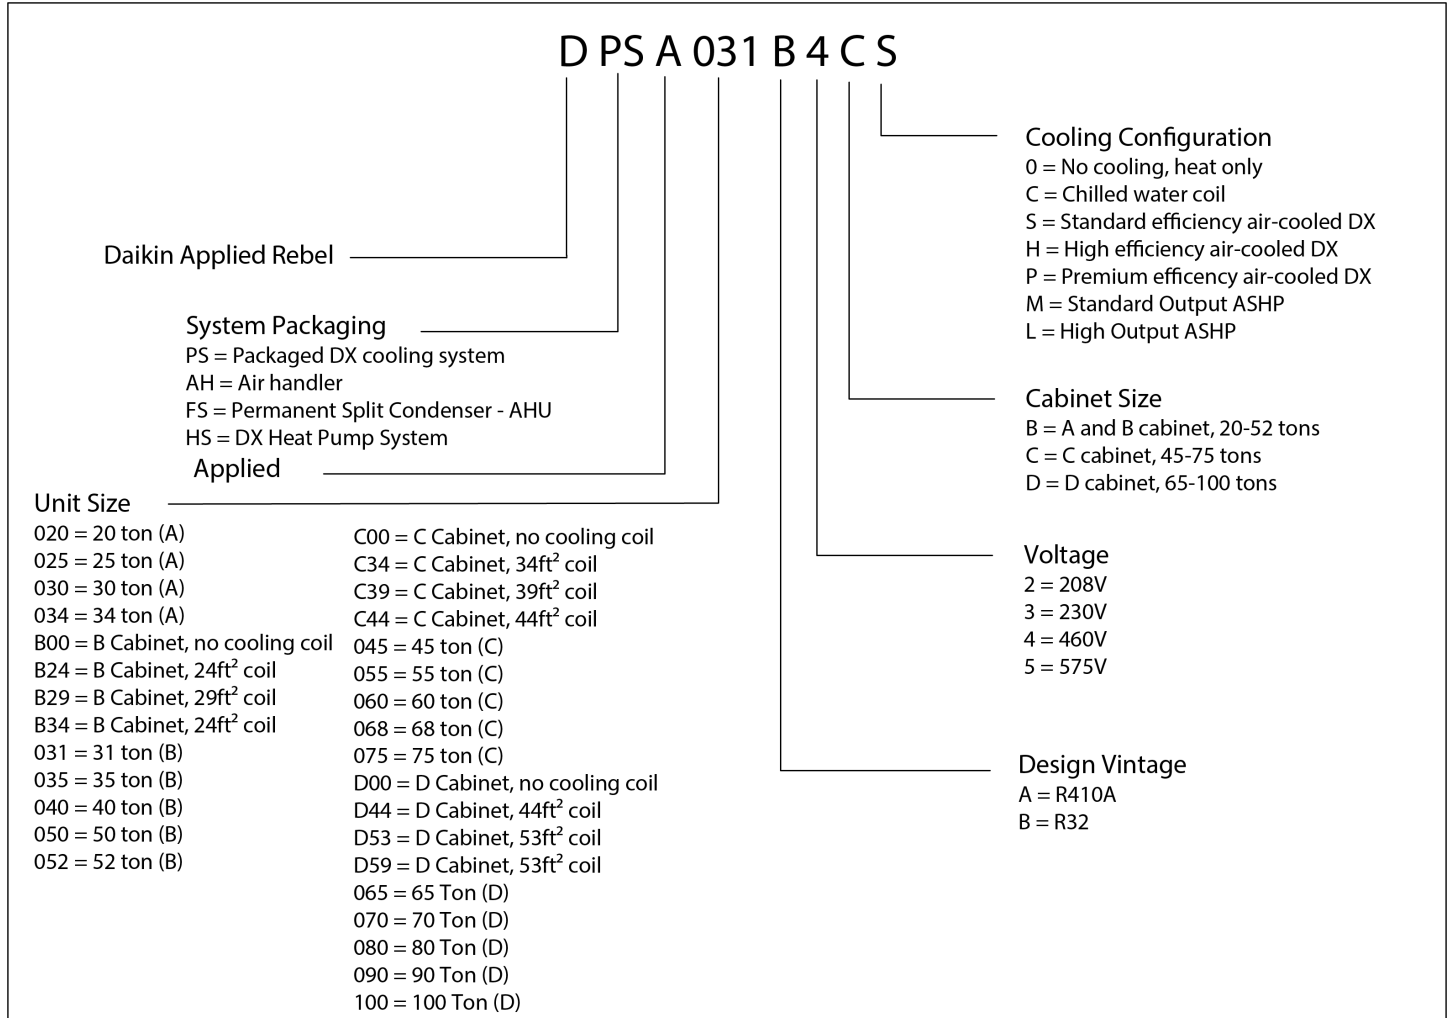 D PS A 031 B 4 C S
Daikin Applied Rebel
System Packaging
PS = Packaged DX cooling system
AH = Air handler
FS = Permanent Split Condenser - AHU
HS = DX Heat Pump System
Applied
Unit Size
020 = 20 ton (A)
025 = 25 ton (A)
030 = 30 ton (A)
034 = 34 ton (A)
B00 = B Cabinet, no cooling coil
B24 = B Cabinet, 24ft² coil
B29 = B Cabinet, 29ft² coil
B34 = B Cabinet, 24ft² coil
031 = 31 ton (B)
035 = 35 ton (B)
040 = 40 ton (B)
050 = 50 ton (B)
052 = 52 ton (B)
C00 = C Cabinet, no cooling coil
C34 = C Cabinet, 34ft² coil
C39 = C Cabinet, 39ft² coil
C44 = C Cabinet, 44ft² coil
045 = 45 ton (C)
055 = 55 ton (C)
060 = 60 ton (C)
068 = 68 ton (C)
075 = 75 ton (C)
D00 = D Cabinet, no cooling coil
D44 = D Cabinet, 44ft² coil
D53 = D Cabinet, 53ft² coil
D59 = D Cabinet, 53ft² coil
065 = 65 Ton (D)
070 = 70 Ton (D)
080 = 80 Ton (D)
090 = 90 Ton (D)
100 = 100 Ton (D)
Cooling Configuration
0 = No cooling, heat only
C = Chilled water coil
S = Standard efficiency air-cooled DX
H = High efficiency air-cooled DX
P = Premium efficency air-cooled DX
M = Standard Output ASHP
L = High Output ASHP
Cabinet Size
B = A and B cabinet, 20-52 tons
C = C cabinet, 45-75 tons
D = D cabinet, 65-100 tons
Voltage
2 = 208V
3 = 230V
4 = 460V
5 = 575V
Design Vintage
A = R410A
B = R32